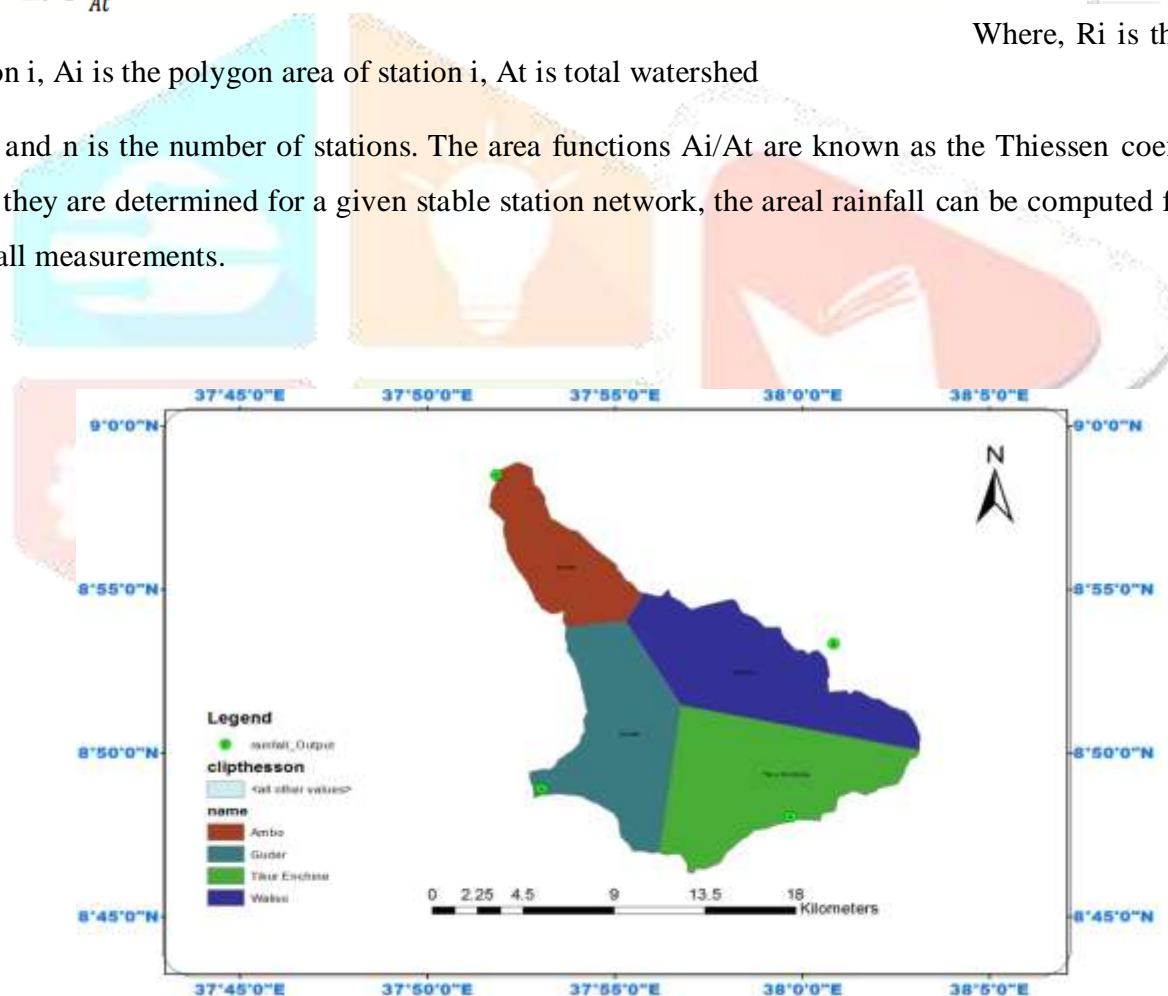 At
Where, Ri is th
on i, Ai is the polygon area of station i, At is total watershed
and n is the number of stations. The area functions Ai/At are known as the Thiessen coe
they are determined for a given stable station network, the areal rainfall can be computed f
all measurements.
37°45'0"E 37°50'0"E 37°55'0"E 38°0'0"E 38°5'0"E
9°0'0"N 9°0'0"N
N
8°55'0"N 8°55'0"N
Legend
rainfall_Output
8°50'0"N 8°50'0"N
clipthesson
<all other values>
name
Ambo
Guder
Tikur Enchine
Waliso
0 2.25 4.5 9 13.5 18
Kilometers
8°45'0"N 8°45'0"N
37°45'0"E 37°50'0"E 37°55'0"E 38°0'0"E 38°5'0"E